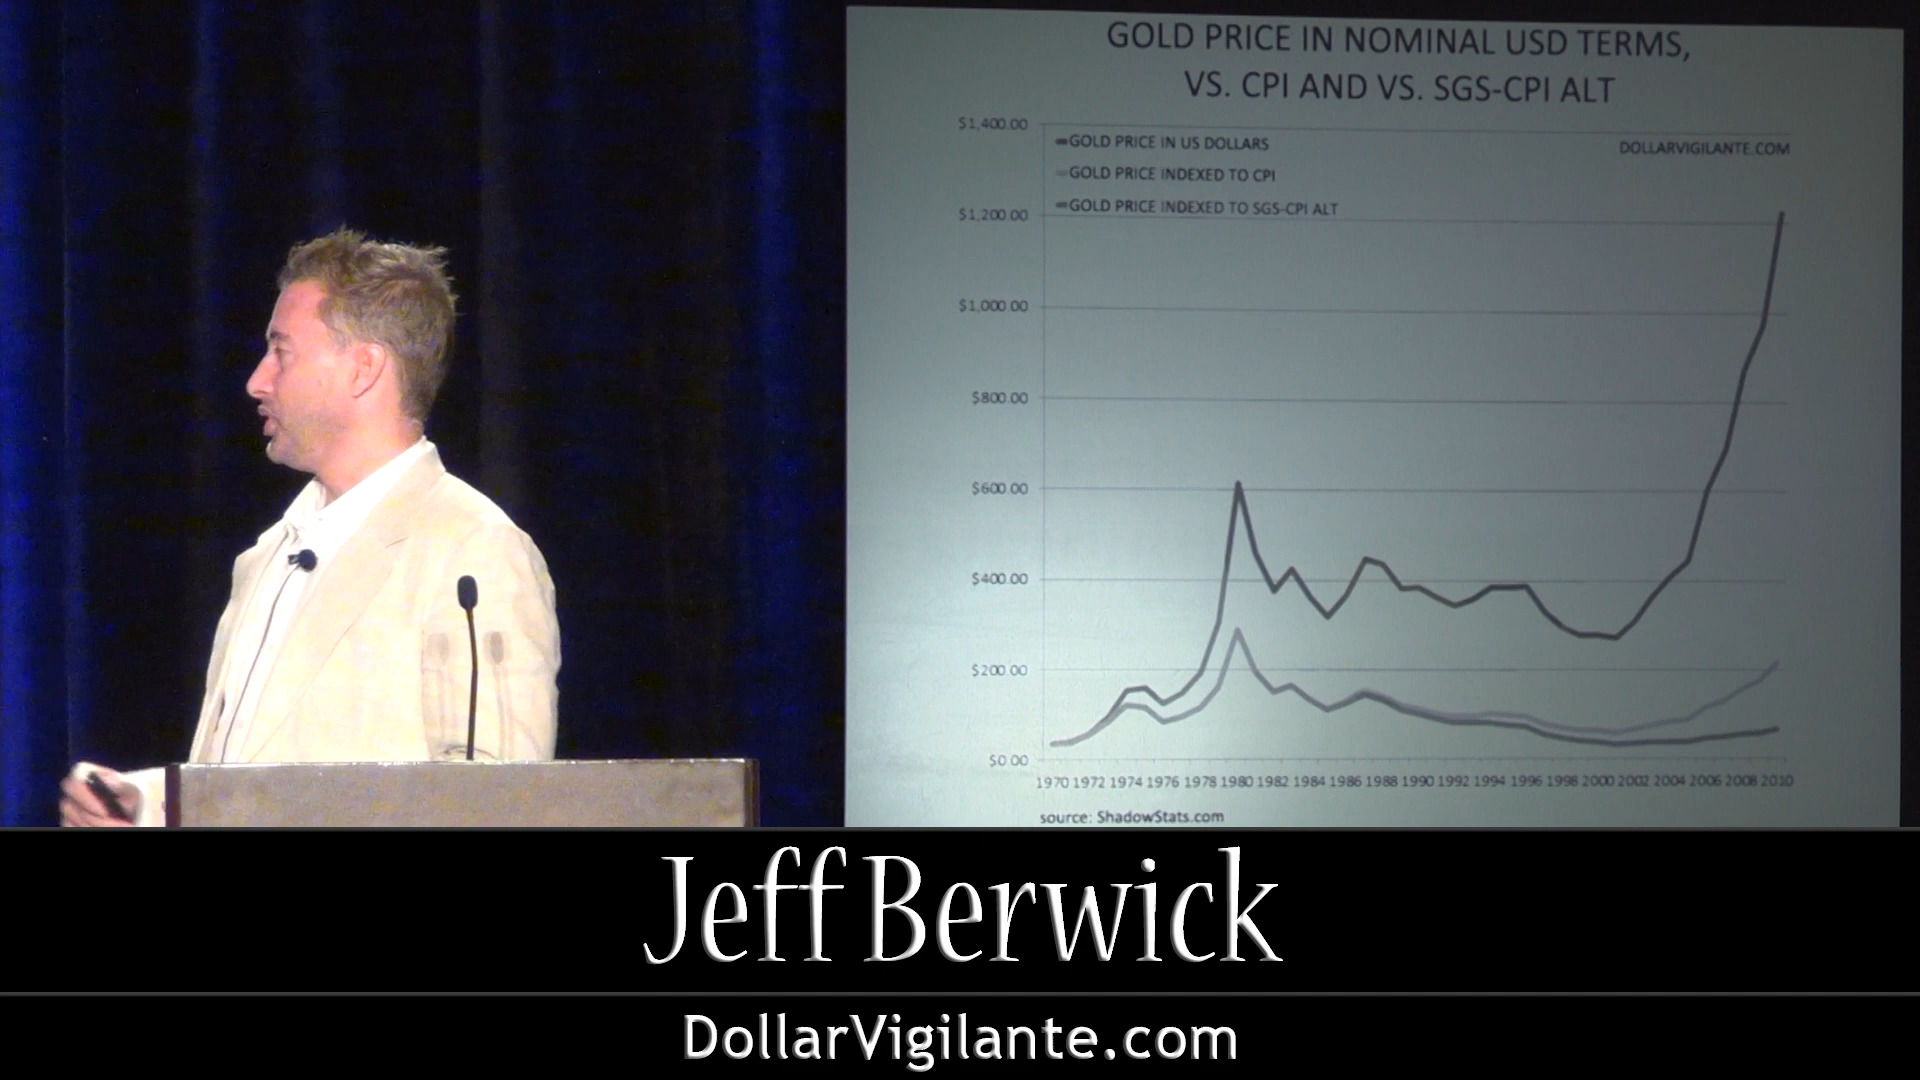 GOLD PRICE IN NOMINAL USD TERMS,
VS. CPI AND VS. SGS-CPI ALT
$1,400.00
GOLD PRICE IN US DOLLARS
DOLLARVIGILANTE.COM
GOLD PRICE INDEXED TO CPI
GOLD PRICE INDEXED TO SGS-CPI ALT
$1,200.00
$1,000.00
$800.00
$600.00
$400.00
$200.00
$0.00
1970 1972 1974 1976 1978 1980 1982 1984 1986 1988 1990 1992 1994 1996 1998 2000 2002 2004 2006 2008 2010
source: ShadowStats.com
Jeff Berwick
DollarVigilante.com